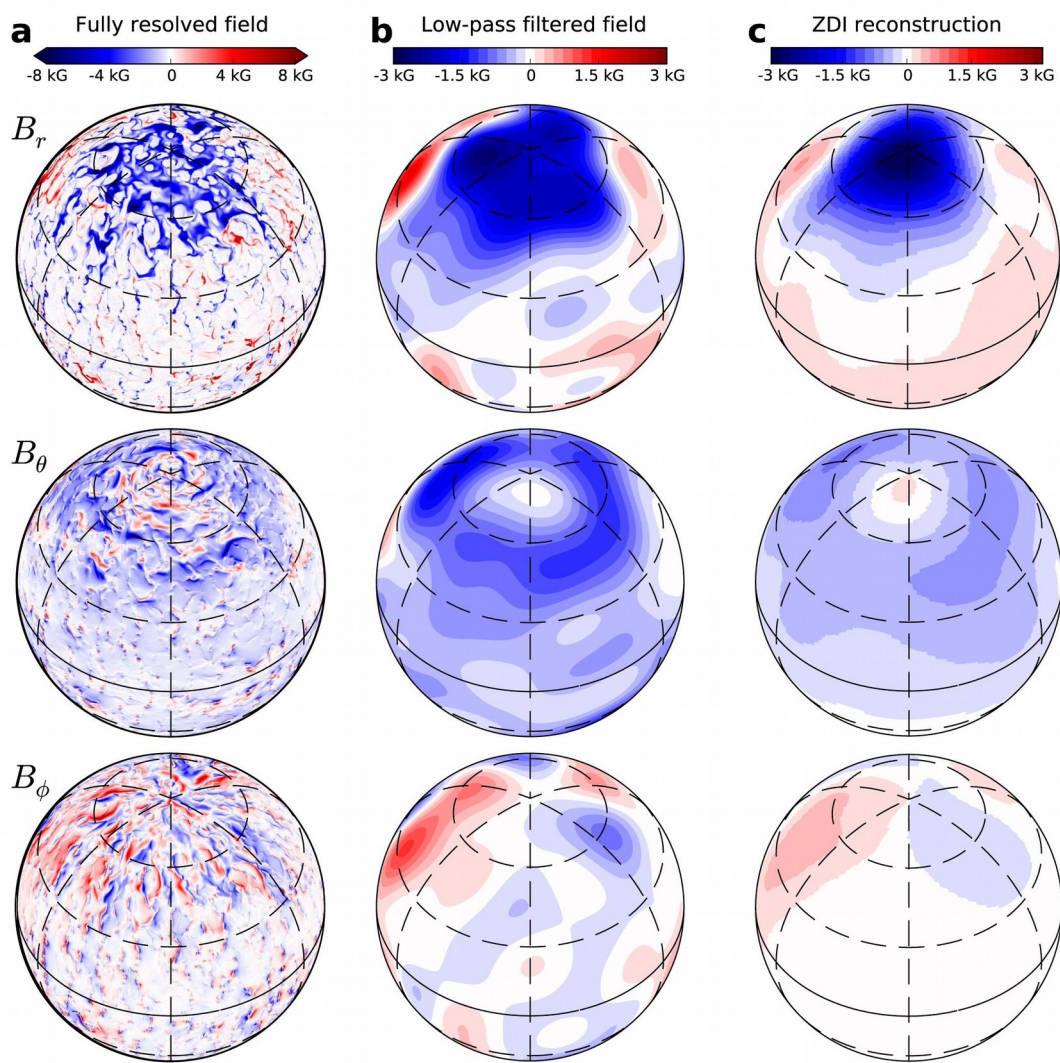 a Fully resolved field
-8 kG -4 kG 0 4 kG 8 kG
b Low-pass filtered field
-3 kG -1.5 kG 0 1.5 kG 3 kG
c ZDI reconstruction
-3 kG -1.5 kG 0 1.5 kG 3 kG
B_r
B_θ
B_ϕ